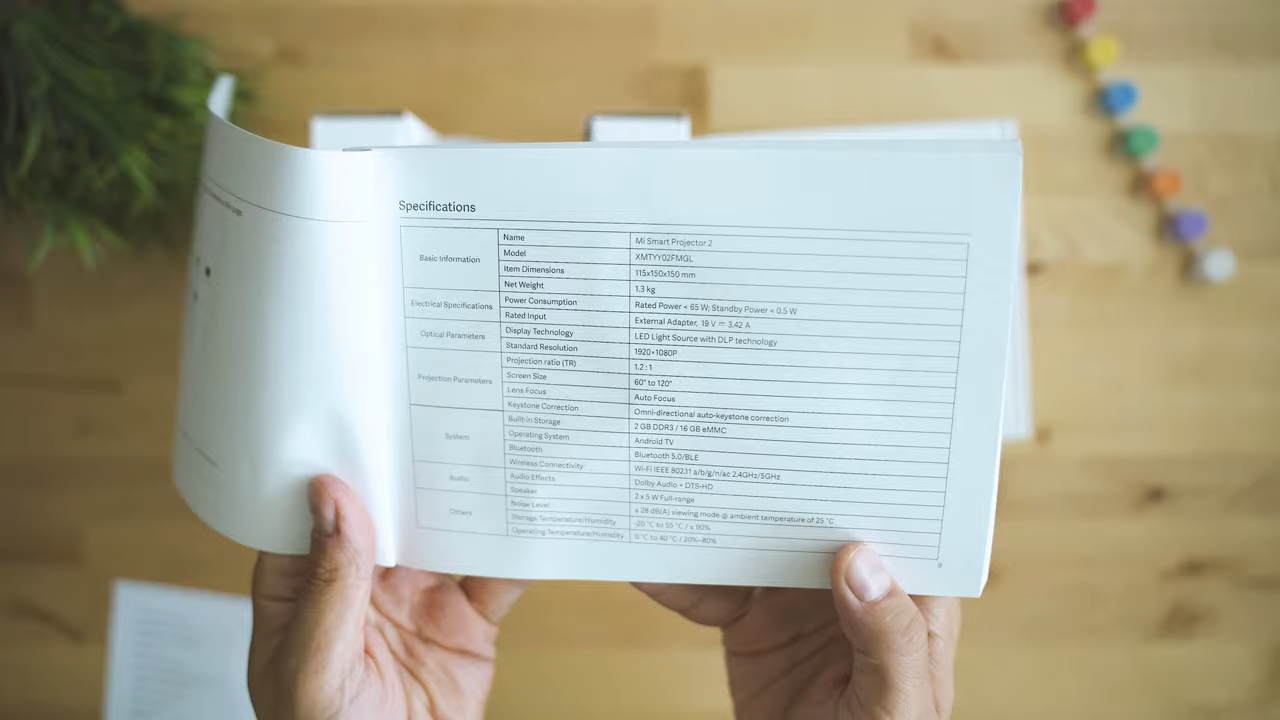 Specifications
Basic Information
Name Mi Smart Projector 2
Model XMTYY02FMGL
Item Dimensions 115x150x150 mm
Net Weight 1.3 kg
Electrical Specifications
Power Consumption Rated Power < 65 W; Standby Power < 0.5 W
Rated Input External Adapter, 19 V ⎓ 3.42 A
Optical Parameters
Display Technology LED Light Source with DLP technology
Standard Resolution 1920×1080P
Projection Parameters
Projection ratio (TR) 1.2 : 1
Screen Size 60" to 120"
Lens Focus Auto Focus
Keystone Correction Omni-directional auto-keystone correction
System
Built-in Storage 2 GB DDR3 / 16 GB eMMC
Operating System Android TV
Bluetooth Bluetooth 5.0/BLE
Wireless Connectivity Wi-Fi IEEE 802.11 a/b/g/n/ac 2.4GHz/5GHz
Audio
Audio Effects Dolby Audio + DTS-HD
Speaker 2 x 5 W Full-range
Others
Noise Level ≤ 28 dB(A) viewing mode @ ambient temperature of 25 °C
Storage Temperature/Humidity -20 °C to 55 °C / ≤ 90%
Operating Temperature/Humidity 0 °C to 40 °C / 20%–80%
9